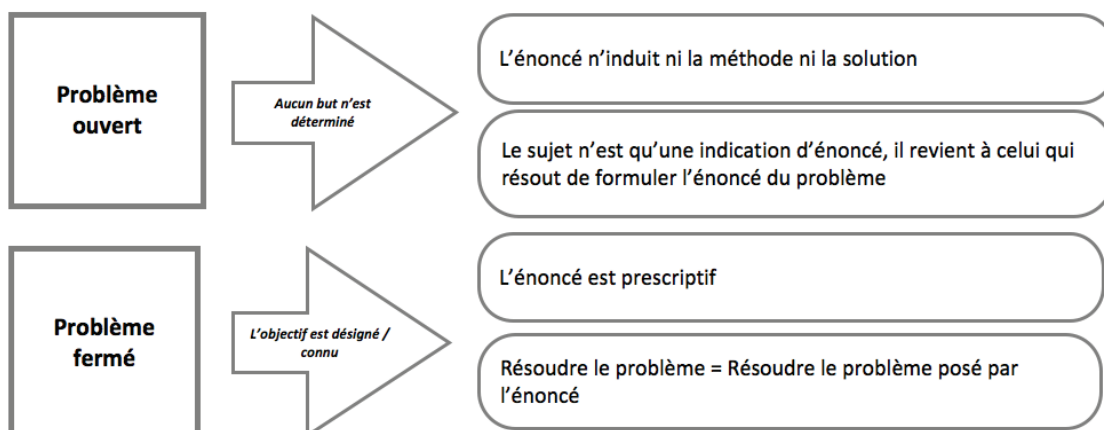 Problème
ouvert
Aucun but n’est
déterminé
L’énoncé n’induit ni la méthode ni la solution
Le sujet n’est qu’une indication d’énoncé, il revient à celui qui
résout de formuler l’énoncé du problème
Problème
fermé
L’objectif est désigné /
connu
L’énoncé est prescriptif
Résoudre le problème = Résoudre le problème posé par
l’énoncé